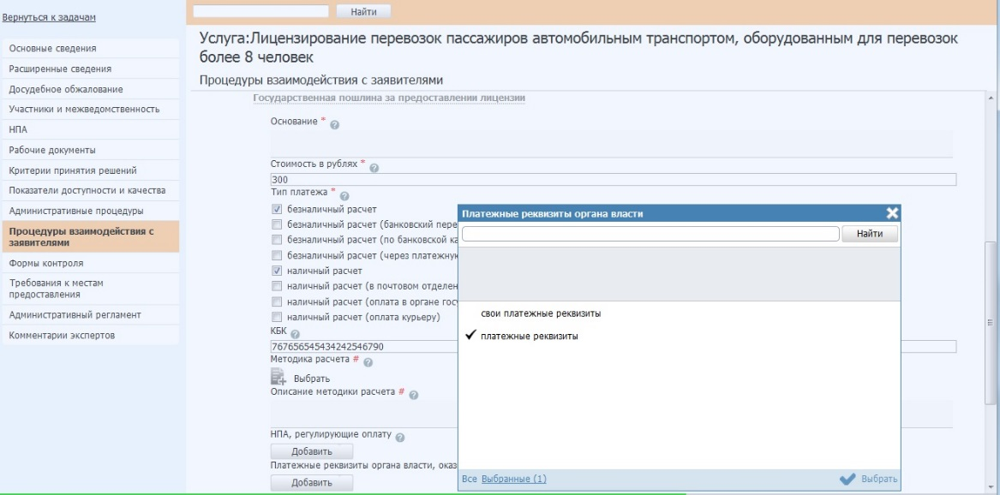 Вернуться к задачам
Основные сведения
Расширенные сведения
Досудебное обжалование
Участники и межведомственность
НПА
Рабочие документы
Критерии принятия решений
Показатели доступности и качества
Административные процедуры
Процедуры взаимодействия с
заявителями
Формы контроля
Требования к местам
предоставления
Административный регламент
Комментарии экспертов
Найти
Услуга:Лицензирование перевозок пассажиров автомобильным транспортом, оборудованным для перевозок
более 8 человек
Процедуры взаимодействия с заявителями
Государственная пошлина за предоставлении лицензии
Основание * ?
Стоимость в рублях * ?
300
Тип платежа * ?
безналичный расчет
безналичный расчет (банковский пере
безналичный расчет (по банковской ка
безналичный расчет (через платежную
наличный расчет
наличный расчет (в почтовом отделен
наличный расчет (оплата в органе гос
наличный расчет (оплата курьеру)
КБК ?
767656545434242546790
Методика расчета # ?
Выбрать
Описание методики расчета # ?
НПА, регулирующие оплату ?
Добавить
Платежные реквизиты органа власти, оказ
Добавить
Платежные реквизиты органа власти
Найти
свои платежные реквизиты
платежные реквизиты
Все Выбранные (1)
Выбрать